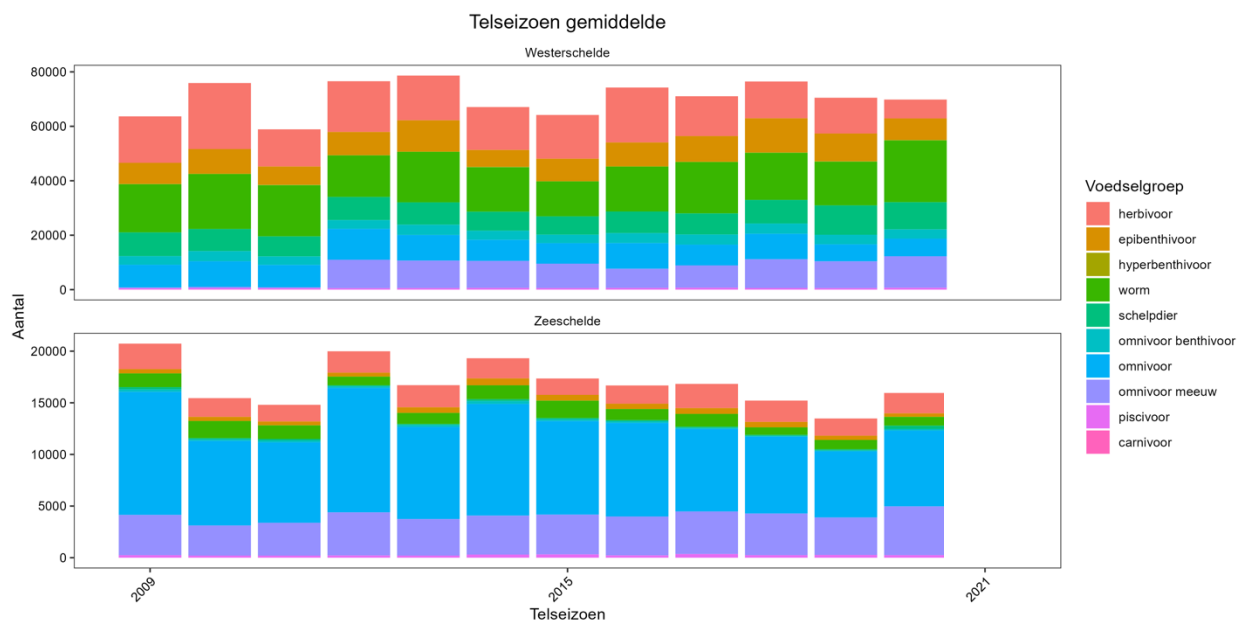 Telseizoen gemiddelde
Westerschelde
80000
60000
40000
20000
0
Zeeschelde
20000
15000
10000
5000
0
Aantal
2009
2015
2021
Telseizoen
Voedselgroep
herbivoor
epibenthivoor
hyperbenthivoor
worm
schelpdier
omnivoor benthivoor
omnivoor
omnivoor meeuw
piscivoor
carnivoor